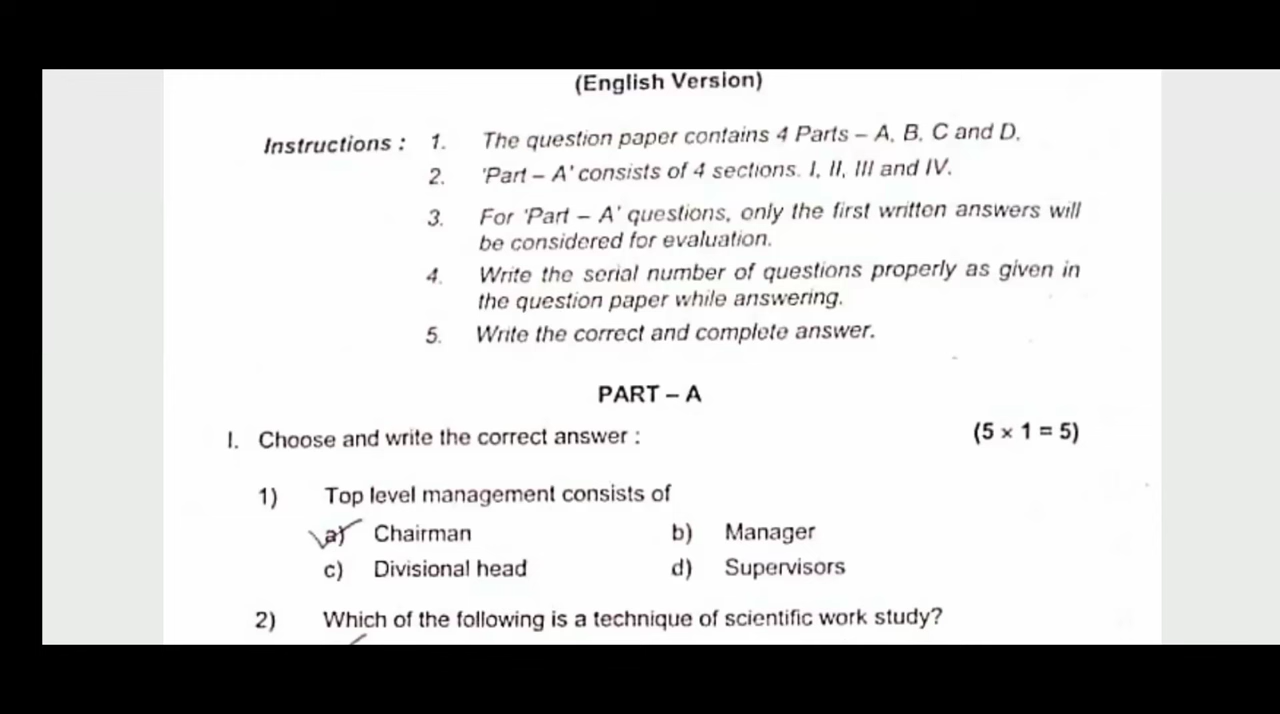 (English Version)
Instructions : 1. The question paper contains 4 Parts – A, B, C and D.
2. 'Part – A' consists of 4 sections. I, II, III and IV.
3. For 'Part – A' questions, only the first written answers will
be considered for evaluation.
4. Write the serial number of questions properly as given in
the question paper while answering.
5. Write the correct and complete answer.
PART – A
I. Choose and write the correct answer : (5 × 1 = 5)
1) Top level management consists of
a) Chairman b) Manager
c) Divisional head d) Supervisors
2) Which of the following is a technique of scientific work study?